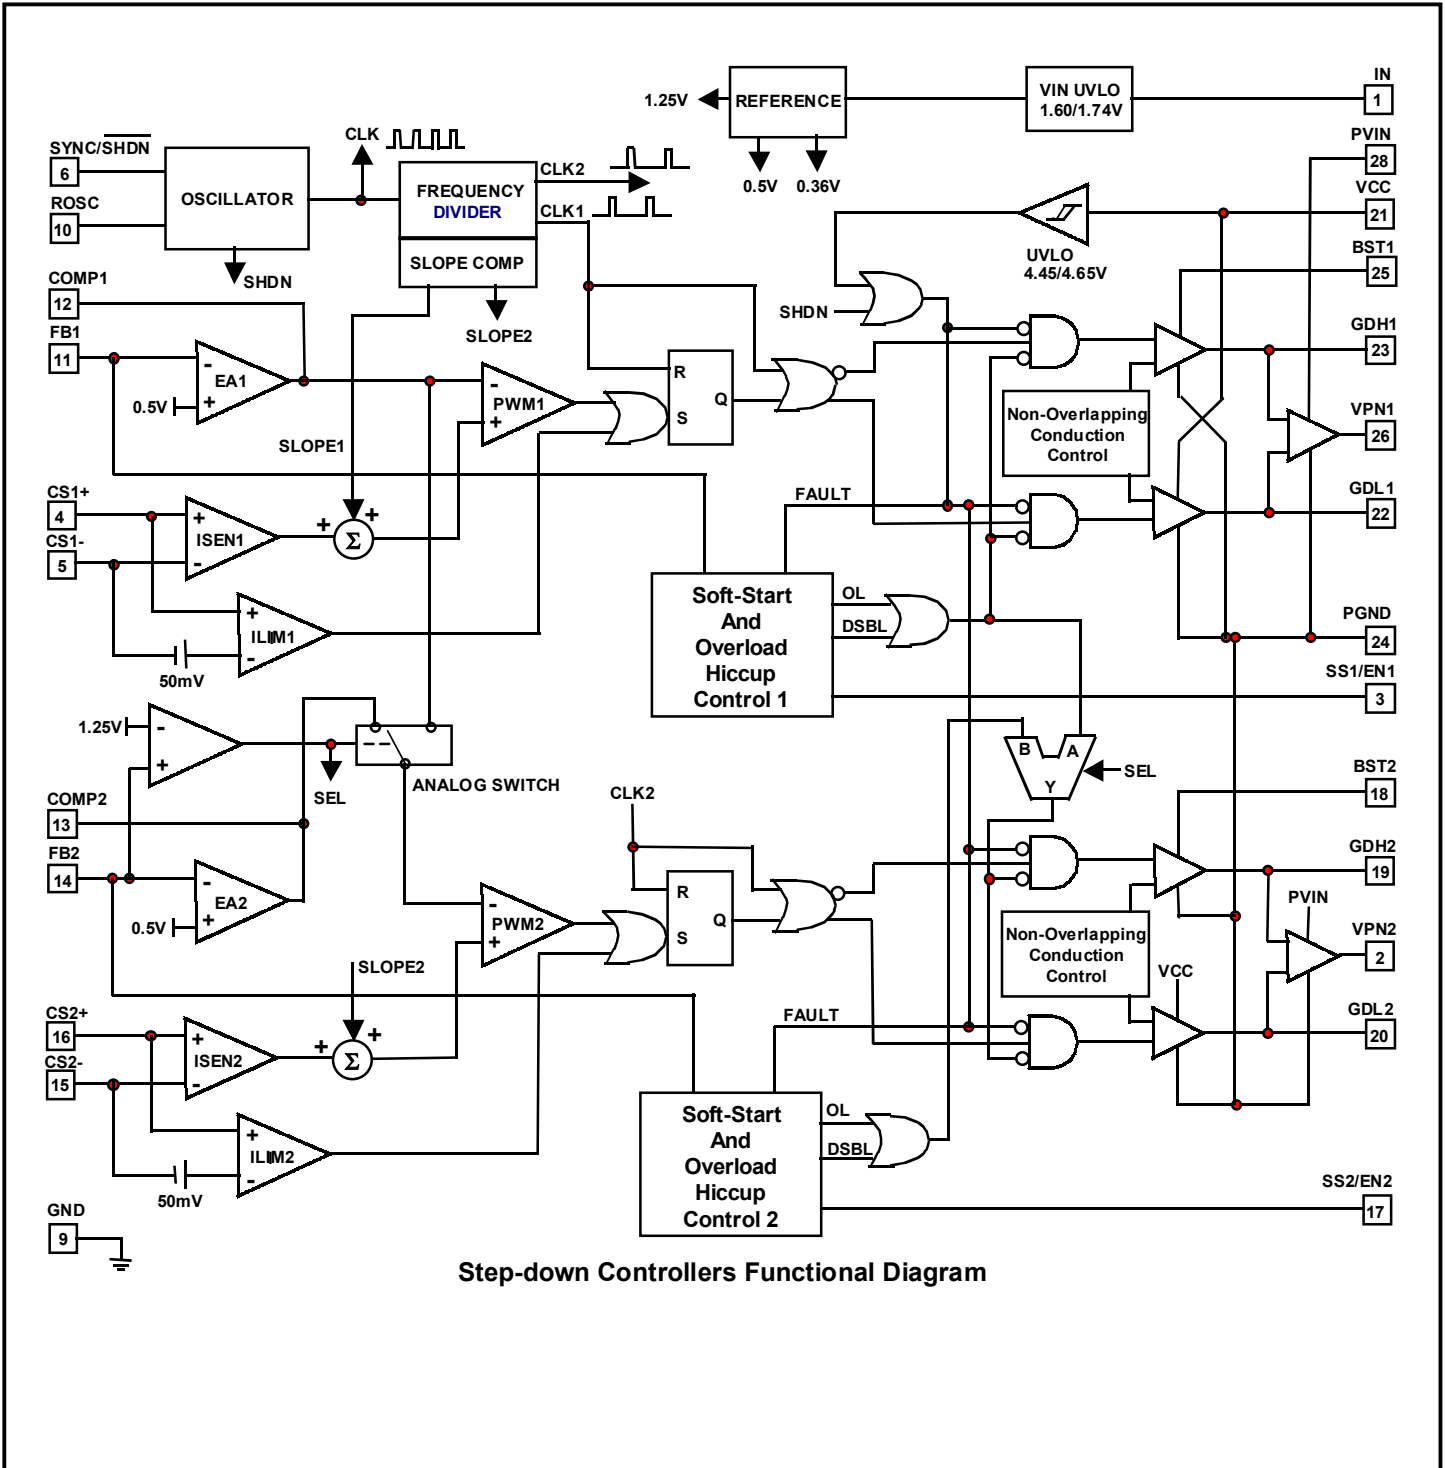 IN
1.25V
REFERENCE
VIN UVLO
1.60/1.74V
1
CLK
PVIN
SYNC/SHDN
6
OSCILLATOR
FREQUENCY
DIVIDER
CLK2
28
0.5V
0.36V
VCC
ROSC
10
CLK1
21
UVLO
4.45/4.65V
BST1
25
SLOPE COMP
SHDN
COMP1
12
SHDN
SLOPE2
GDH1
23
FB1
11
-
EA1
+
0.5V
-
PWM1
+
R
S
Q
Non-Overlapping
Conduction
Control
VPN1
26
SLOPE1
CS1+
4
FAULT
GDL1
22
CS1-
5
+
ISEN1
-
+
+
Σ
Soft-Start
And
Overload
Hiccup
Control 1
OL
DSBL
PGND
24
+
ILIM1
-
50mV
SS1/EN1
3
1.25V
-
+
B
A
Y
SEL
SEL
ANALOG SWITCH
BST2
18
COMP2
13
CLK2
GDH2
19
FB2
14
-
EA2
+
0.5V
-
PWM2
+
R
S
Q
PVIN
Non-Overlapping
Conduction
Control
VPN2
2
SLOPE2
VCC
CS2+
16
FAULT
GDL2
20
CS2-
15
+
ISEN2
-
+
+
Σ
Soft-Start
And
Overload
Hiccup
Control 2
OL
DSBL
+
ILIM2
-
50mV
SS2/EN2
17
GND
9
Step-down Controllers Functional Diagram